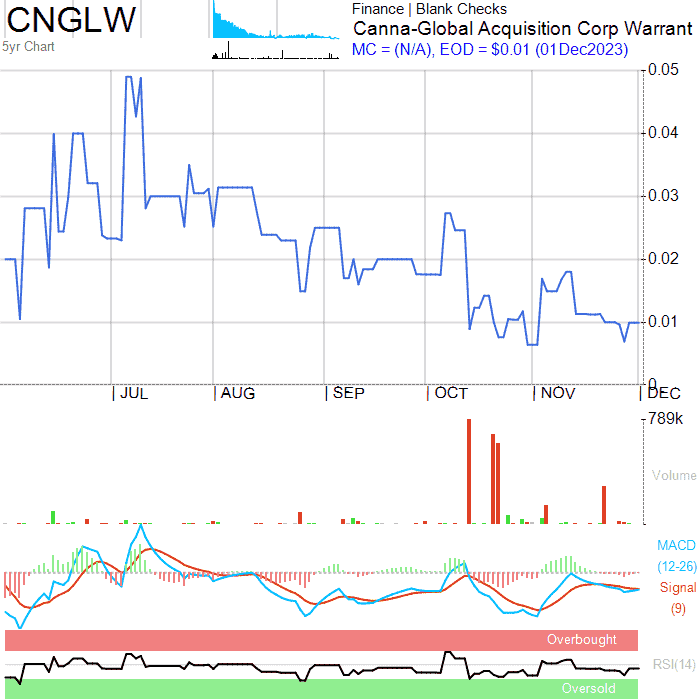 CNGLW
5yr Chart
Finance | Blank Checks
Canna-Global Acquisition Corp Warrant
MC = (N/A), EOD = $0.01 (01Dec2023)
0.05
0.04
0.03
0.02
0.01
0
JUL
AUG
SEP
OCT
NOV
DEC
789k
Volume
MACD
(12-26)
Signal
(9)
Overbought
RSI(14)
Oversold